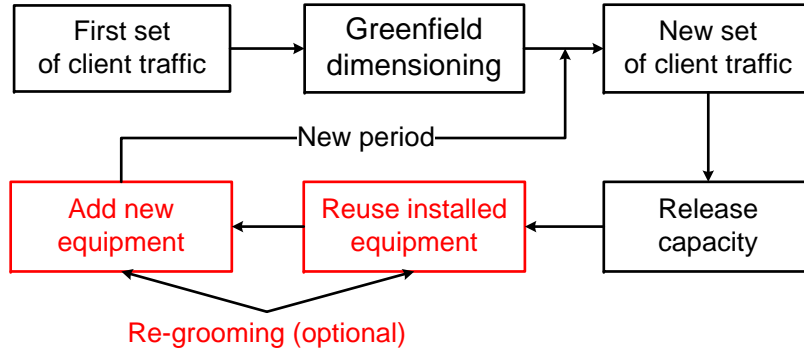 First set
of client traffic
Greenfield
dimensioning
New set
of client traffic
New period
Add new
equipment
Reuse installed
equipment
Release
capacity
Re-grooming (optional)